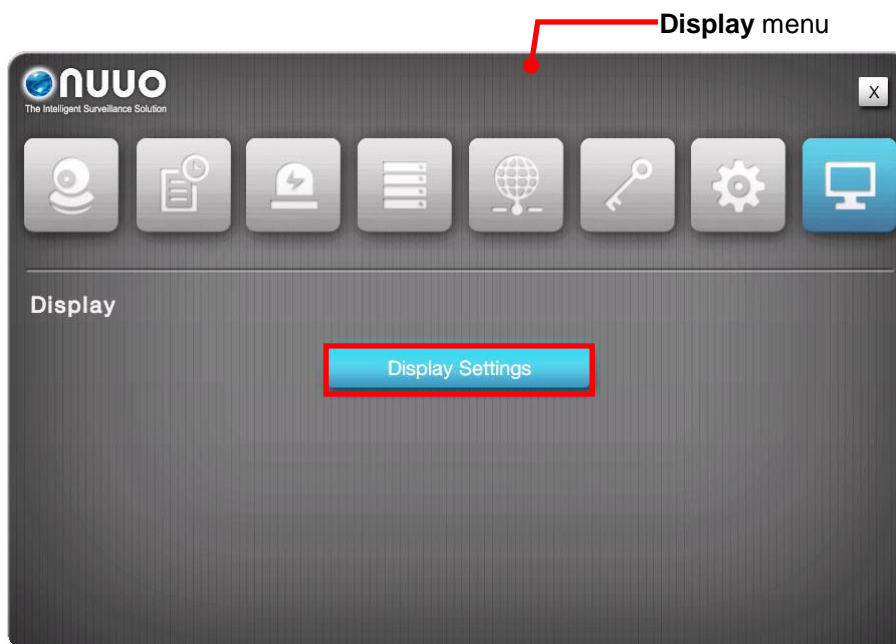 Display menu
nuuo
The Intelligent Surveillance Solution
X
Display
Display Settings